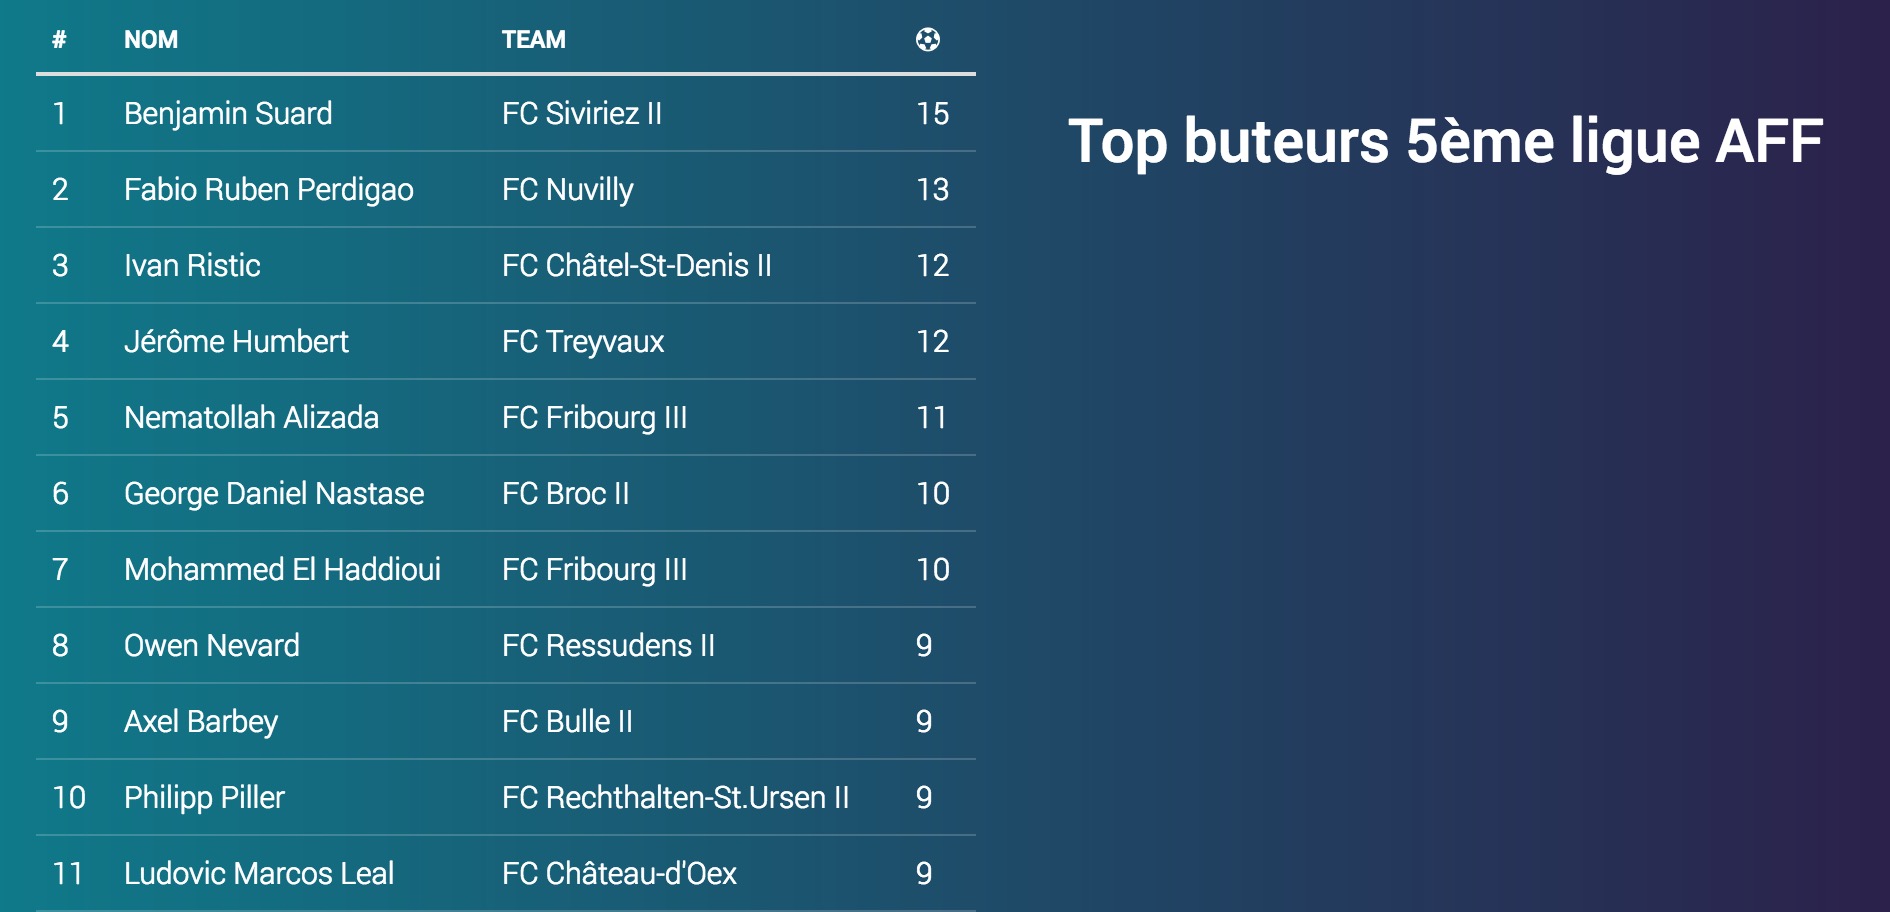 # NOM TEAM
1 Benjamin Suard FC Siviriez II 15
2 Fabio Ruben Perdigao FC Nuvilly 13
3 Ivan Ristic FC Châtel-St-Denis II 12
4 Jérôme Humbert FC Treyvaux 12
5 Nematollah Alizada FC Fribourg III 11
6 George Daniel Nastase FC Broc II 10
7 Mohammed El Haddioui FC Fribourg III 10
8 Owen Nevard FC Ressudens II 9
9 Axel Barbey FC Bulle II 9
10 Philipp Piller FC Rechthalten-St.Ursen II 9
11 Ludovic Marcos Leal FC Château-d'Oex 9
Top buteurs 5ème ligue AFF